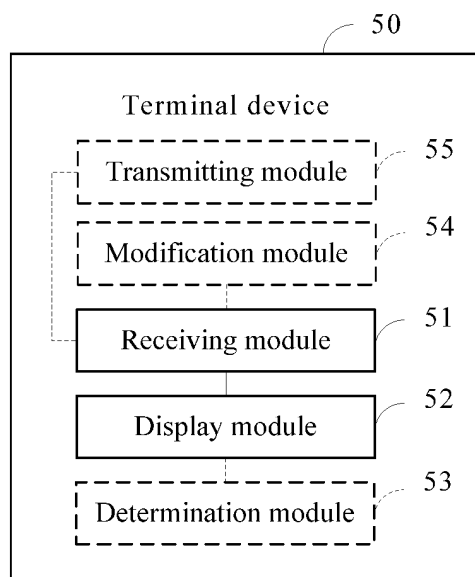 50
Terminal device
Transmitting module
55
Modification module
54
Receiving module
51
Display module
52
Determination module
53